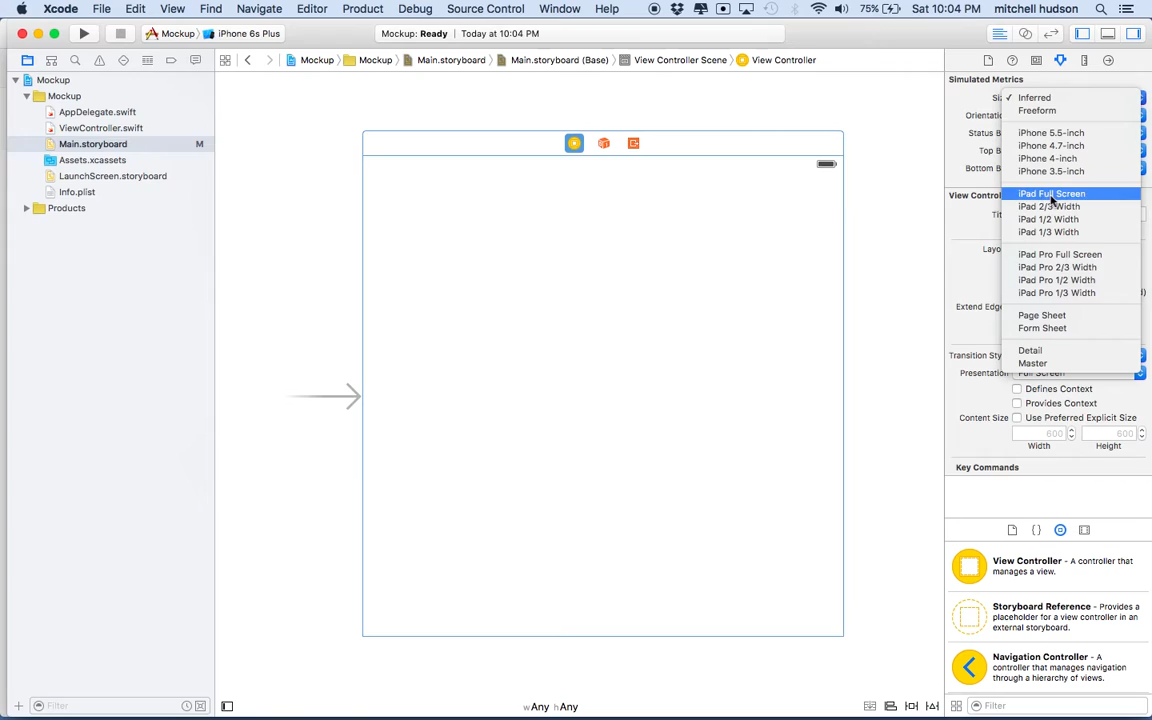 Xcode File Edit View Find Navigate Editor Product Debug Source Control Window Help 75% Sat 10:04 PM mitchell hudson
Mockup iPhone 6s Plus Mockup: Ready Today at 10:04 PM
Mockup Mockup Main.storyboard Main.storyboard (Base) View Controller Scene View Controller
Mockup
Mockup
AppDelegate.swift
ViewController.swift
Main.storyboard M
Assets.xcassets
LaunchScreen.storyboard
Info.plist
Products
Simulated Metrics
Inferred
Freeform
Orienta
Status B
iPhone 5.5-inch
Top B
iPhone 4.7-inch
iPhone 4-inch
Bottom B
iPhone 3.5-inch
View Contro
iPad Full Screen
iPad 2/3 Width
Tit
iPad 1/2 Width
iPad 1/3 Width
Layo
iPad Pro Full Screen
iPad Pro 2/3 Width
iPad Pro 1/2 Width
iPad Pro 1/3 Width
Extend Edg
Page Sheet
Form Sheet
Detail
Transition Sty
Master
Presentation Full Screen
Defines Context
Provides Context
Content Size Use Preferred Explicit Size
600 600
Width Height
Key Commands
View Controller - A controller that
manages a view.
Storyboard Reference - Provides a
placeholder for a view controller in an
external storyboard.
Navigation Controller - A
controller that manages navigation
through a hierarchy of views.
Filter wAny hAny Filter